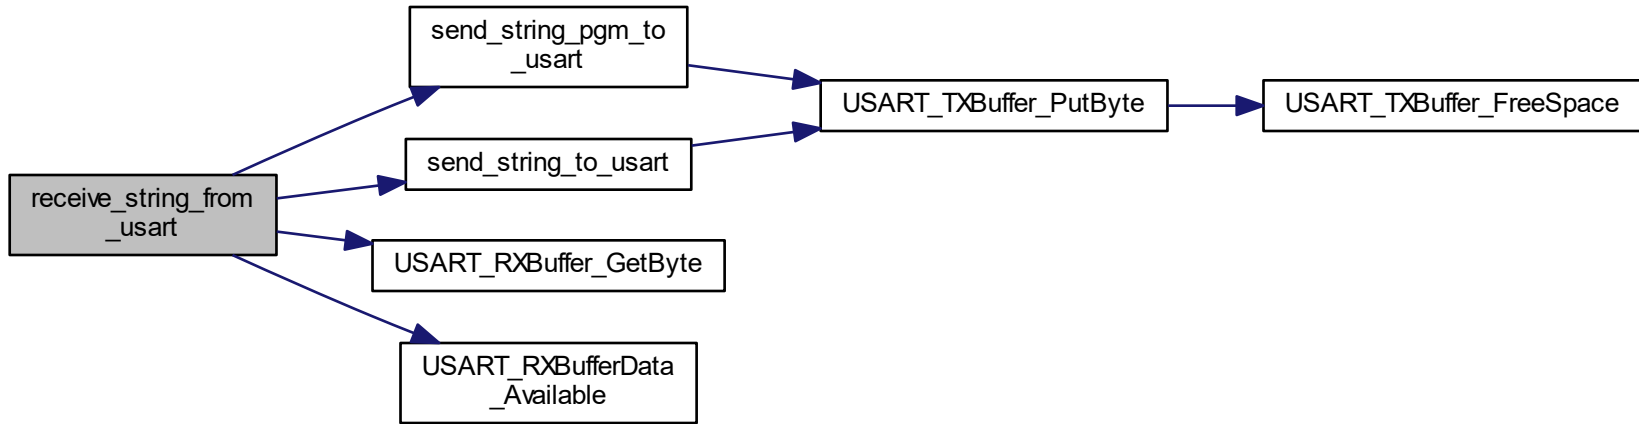 send_string_pgm_to
_usart
USART_TXBuffer_PutByte
USART_TXBuffer_FreeSpace
send_string_to_usart
receive_string_from
_usart
USART_RXBuffer_GetByte
USART_RXBufferData
_Available